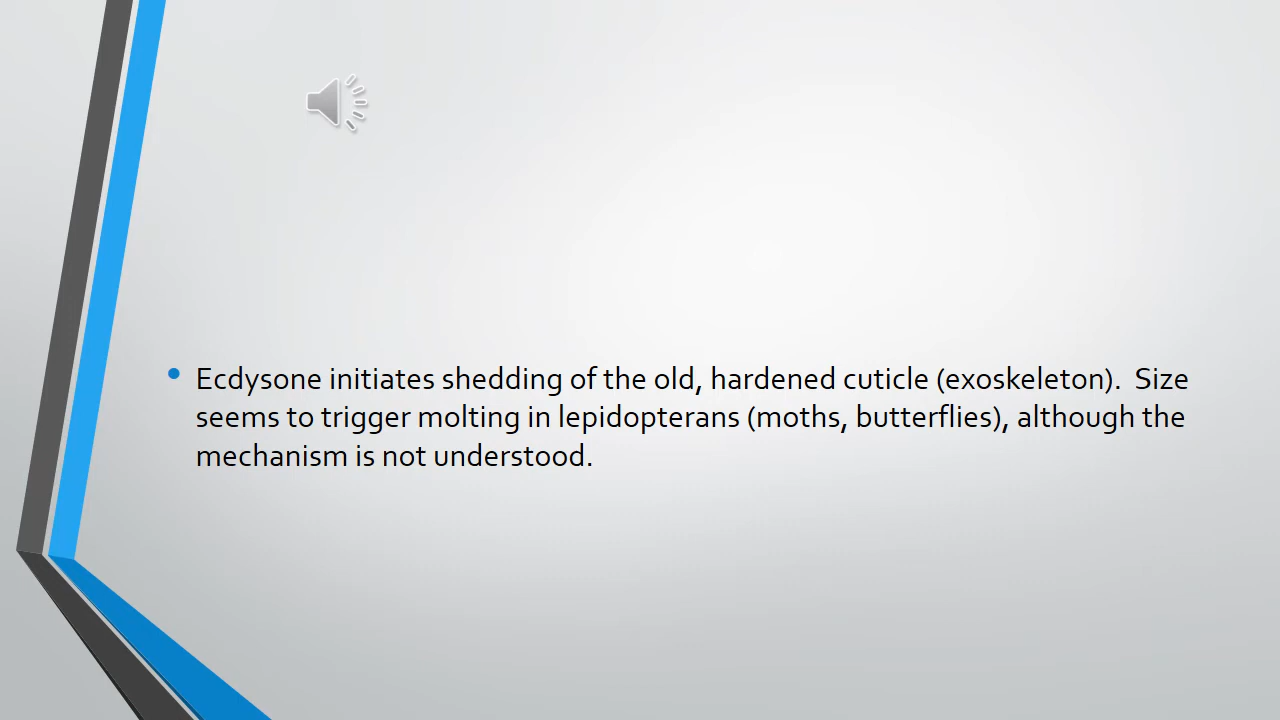 • Ecdysone initiates shedding of the old, hardened cuticle (exoskeleton).  Size
seems to trigger molting in lepidopterans (moths, butterflies), although the
mechanism is not understood.